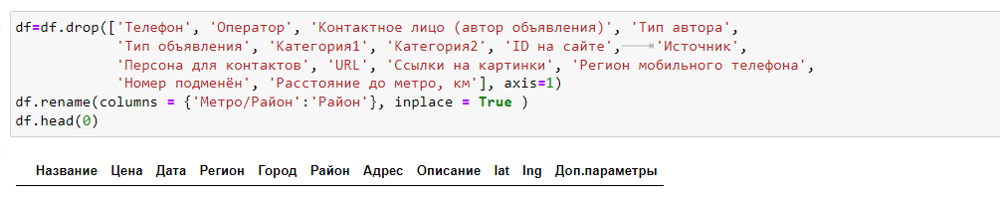 df=df.drop(['Телефон', 'Оператор', 'Контактное лицо (автор объявления)', 'Тип автора',
'Тип объявления', 'Категория1', 'Категория2', 'ID на сайте', 'Источник',
'Персона для контактов', 'URL', 'Ссылки на картинки', 'Регион мобильного телефона',
'Номер подменён', 'Расстояние до метро, км'], axis=1)
df.rename(columns = {'Метро/Район':'Район'}, inplace = True )
df.head(0)
Название Цена Дата Регион Город Район Адрес Описание lat lng Доп.параметры